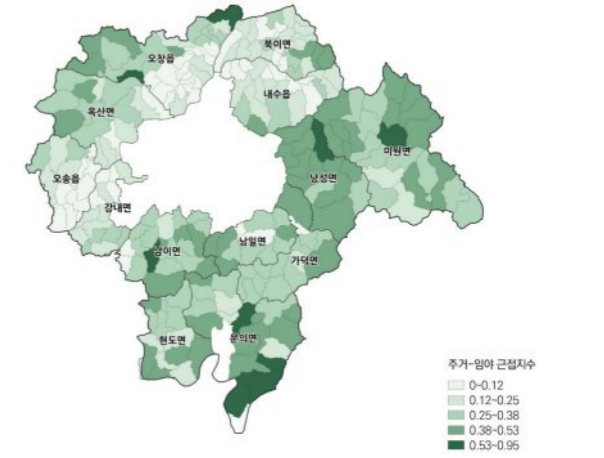 북이면
오창읍
내수읍
옥산면
미원면
낭성면
오송읍
강내면
남일면
남이면
가덕면
현도면
문의면
주거-임야 근접지수
0~0.12
0.12~0.25
0.25~0.38
0.38~0.53
0.53~0.95